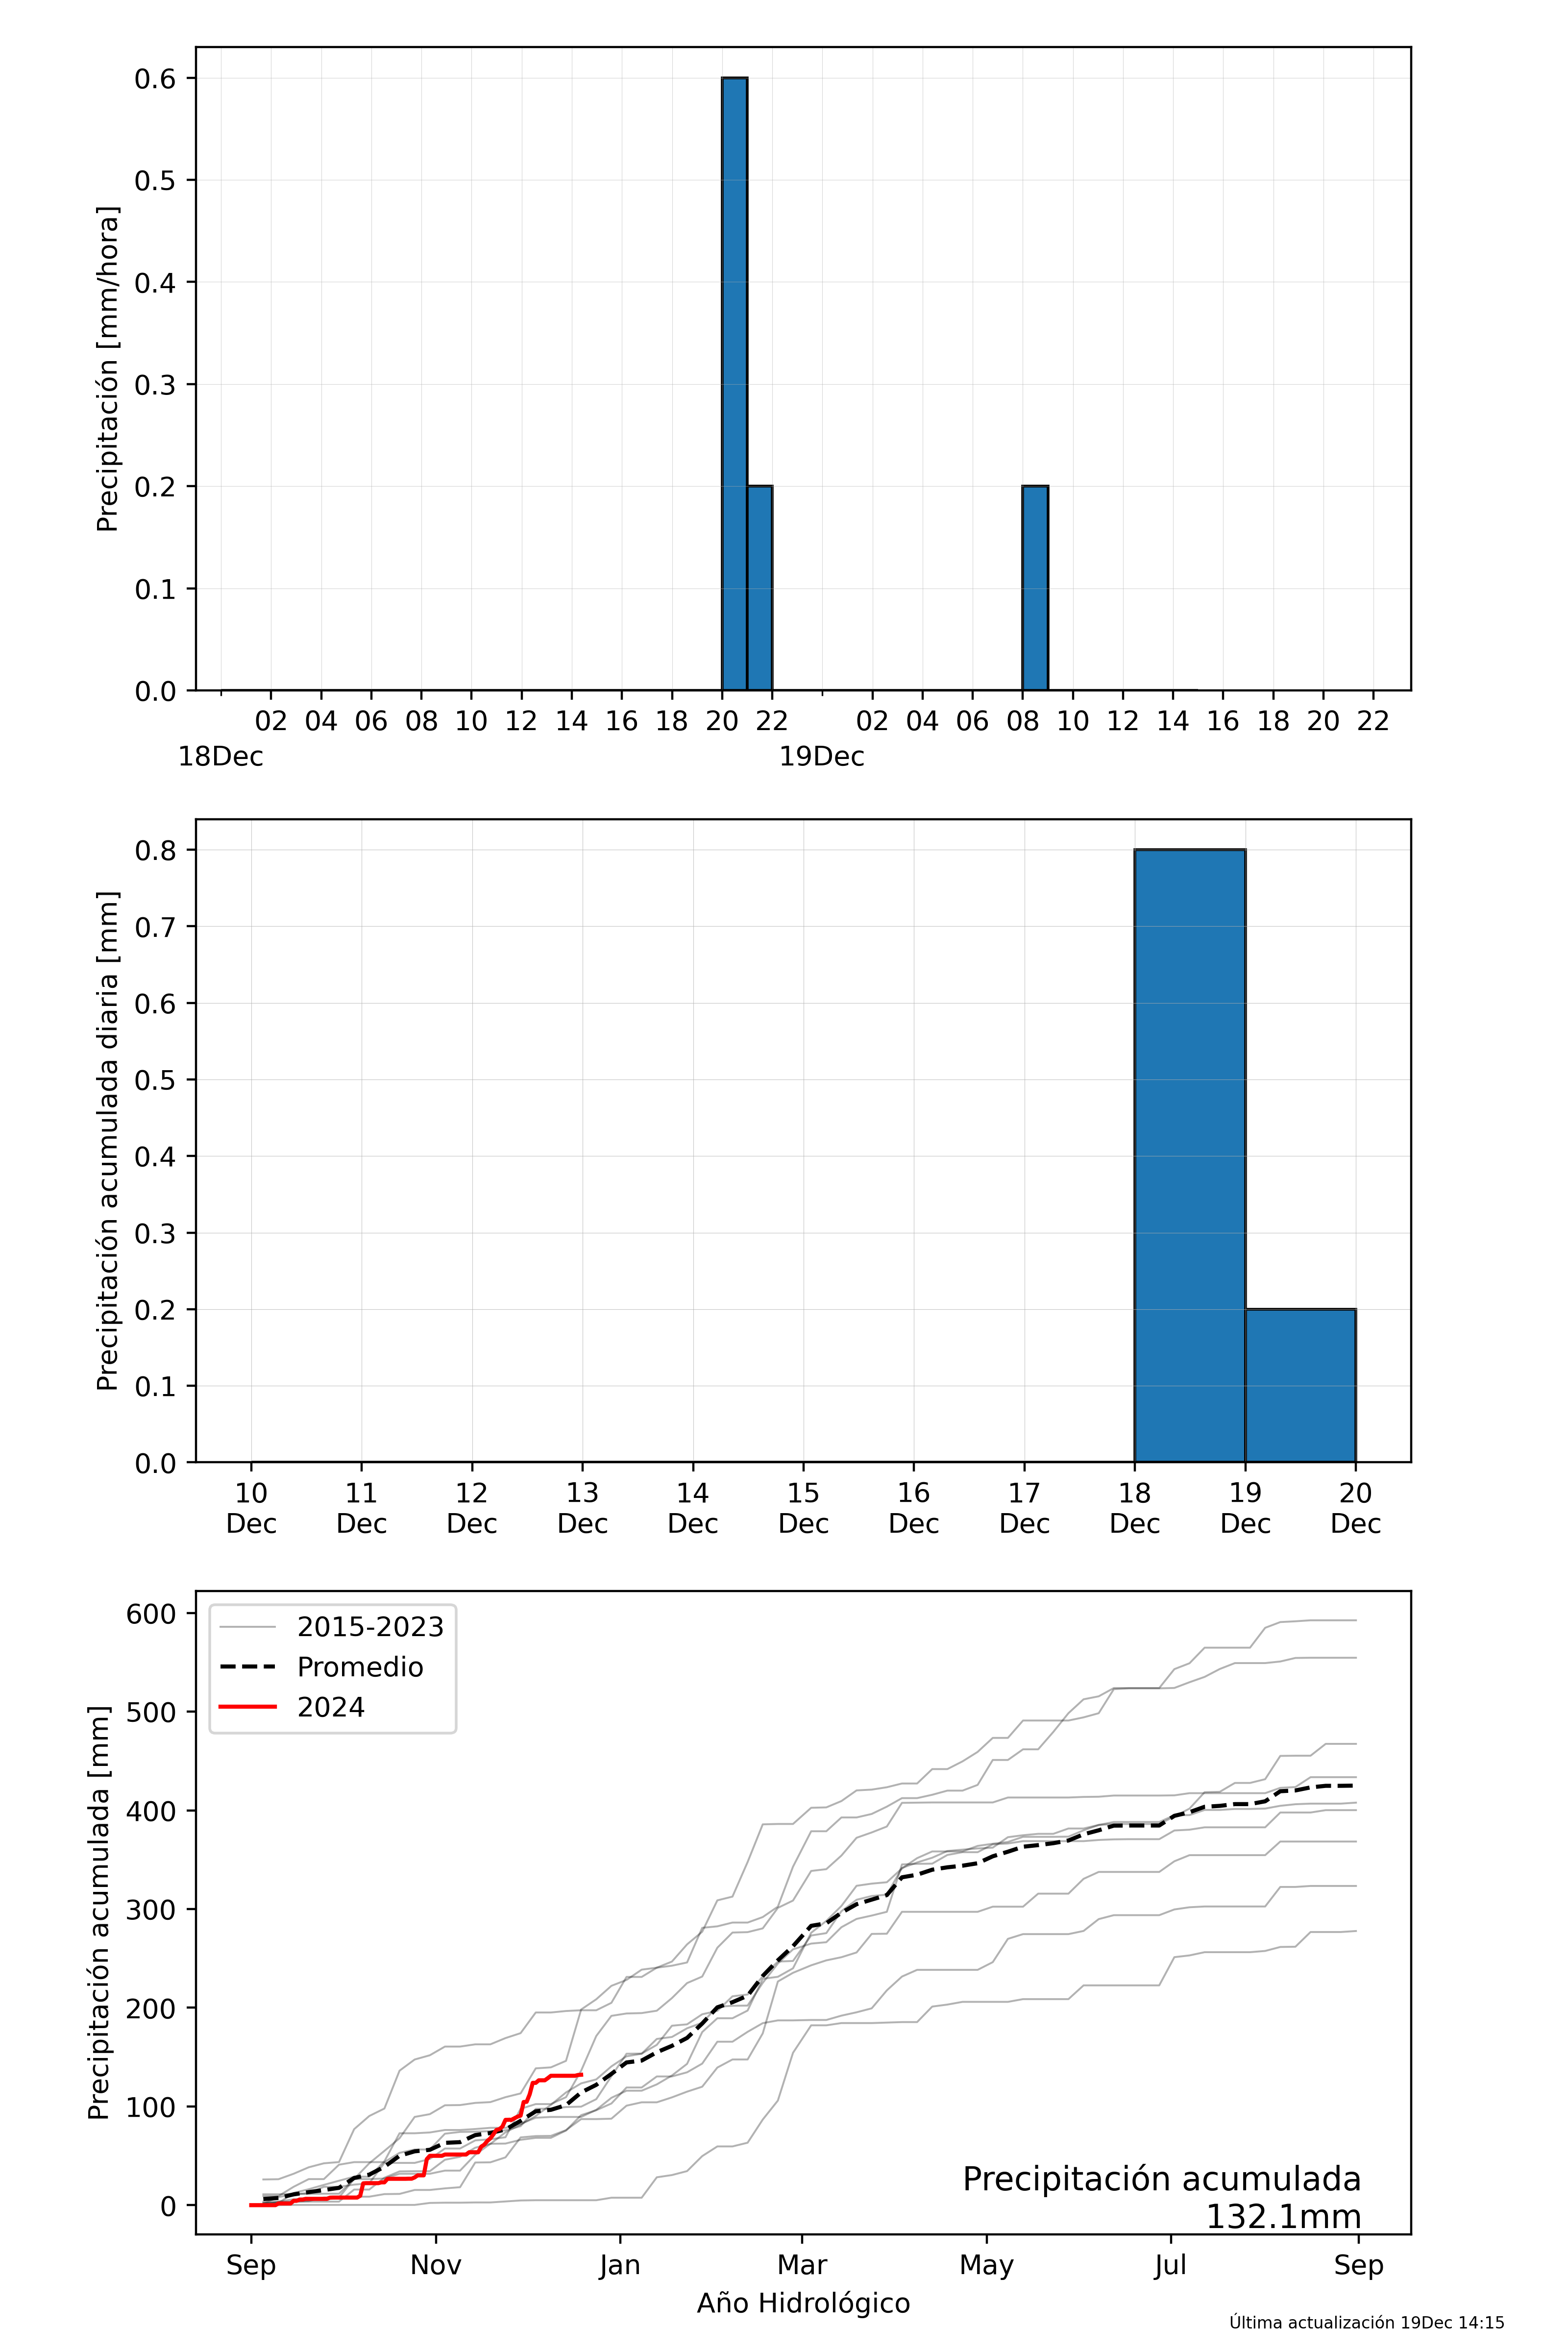 0.6
0.5
0.4
0.3
0.2
0.1
0.0
Precipitación [mm/hora]
02 04 06 08 10 12 14 16 18 20 22 02 04 06 08 10 12 14 16 18 20 22
18Dec 19Dec
0.8
0.7
0.6
0.5
0.4
0.3
0.2
0.1
0.0
Precipitación acumulada diaria [mm]
10 11 12 13 14 15 16 17 18 19 20
Dec Dec Dec Dec Dec Dec Dec Dec Dec Dec Dec
600
500
400
300
200
100
0
Precipitación acumulada [mm]
2015-2023
Promedio
2024
Precipitación acumulada
132.1mm
Sep Nov Jan Mar May Jul Sep
Año Hidrológico
Última actualización 19Dec 14:15